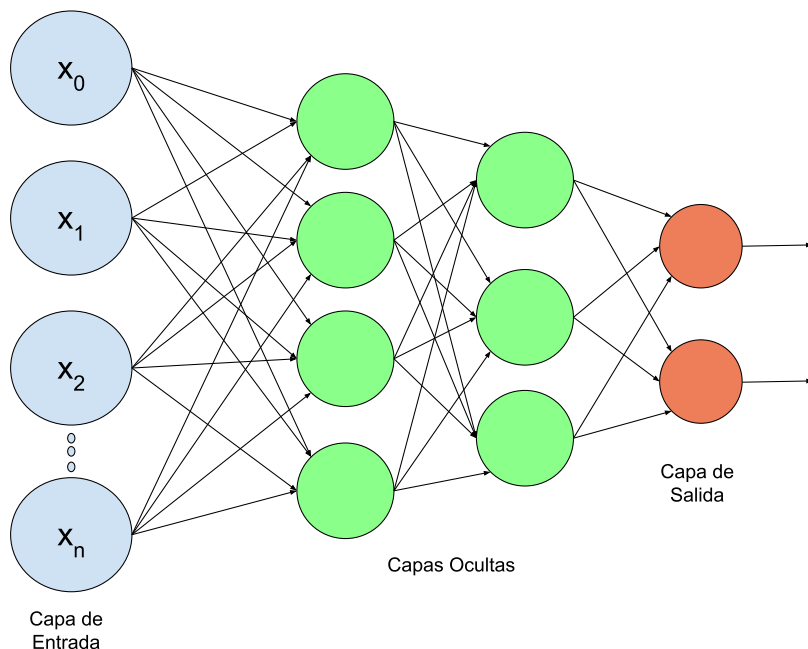 x0
x1
x2
xn
Capa de
Entrada
Capas Ocultas
Capa de
Salida